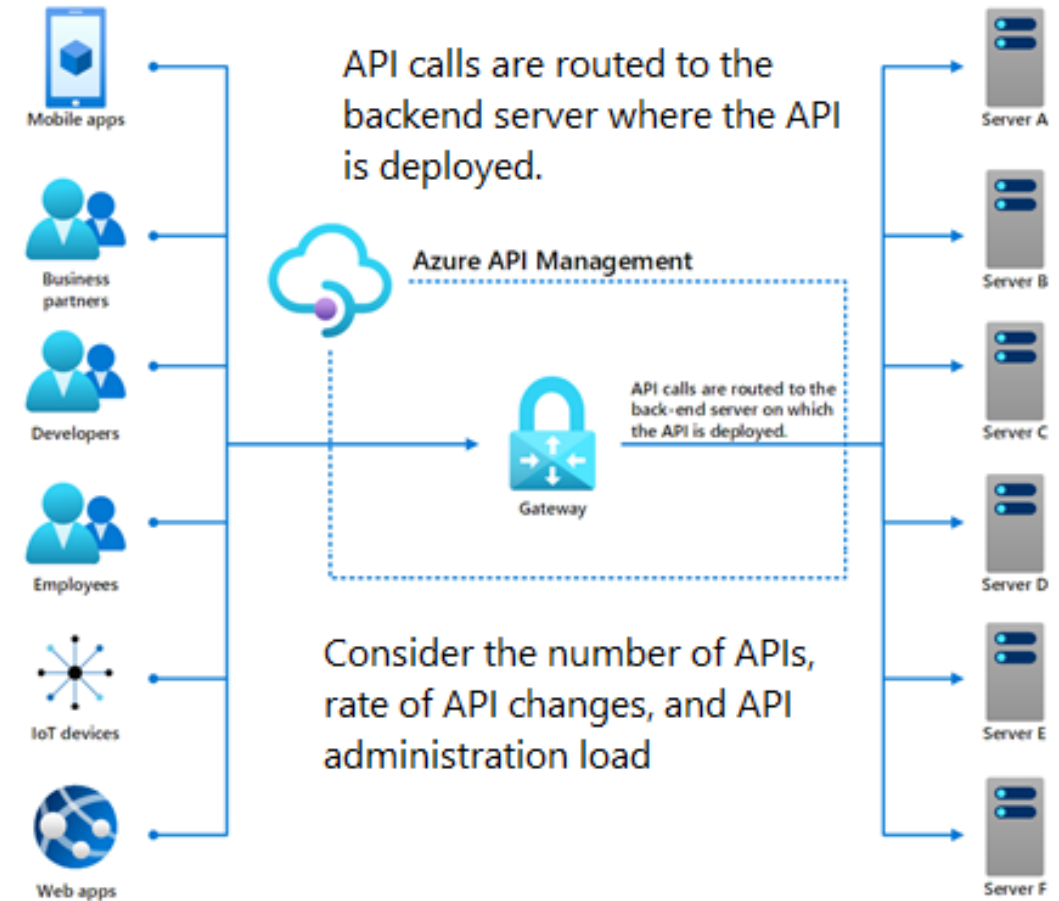 Mobile apps
Business
partners
Developers
Employees
IoT devices
Web apps
API calls are routed to the
backend server where the API
is deployed.
Azure API Management
API calls are routed to the
back-end server on which
the API is deployed.
Gateway
Consider the number of APIs,
rate of API changes, and API
administration load
Server A
Server B
Server C
Server D
Server E
Server F